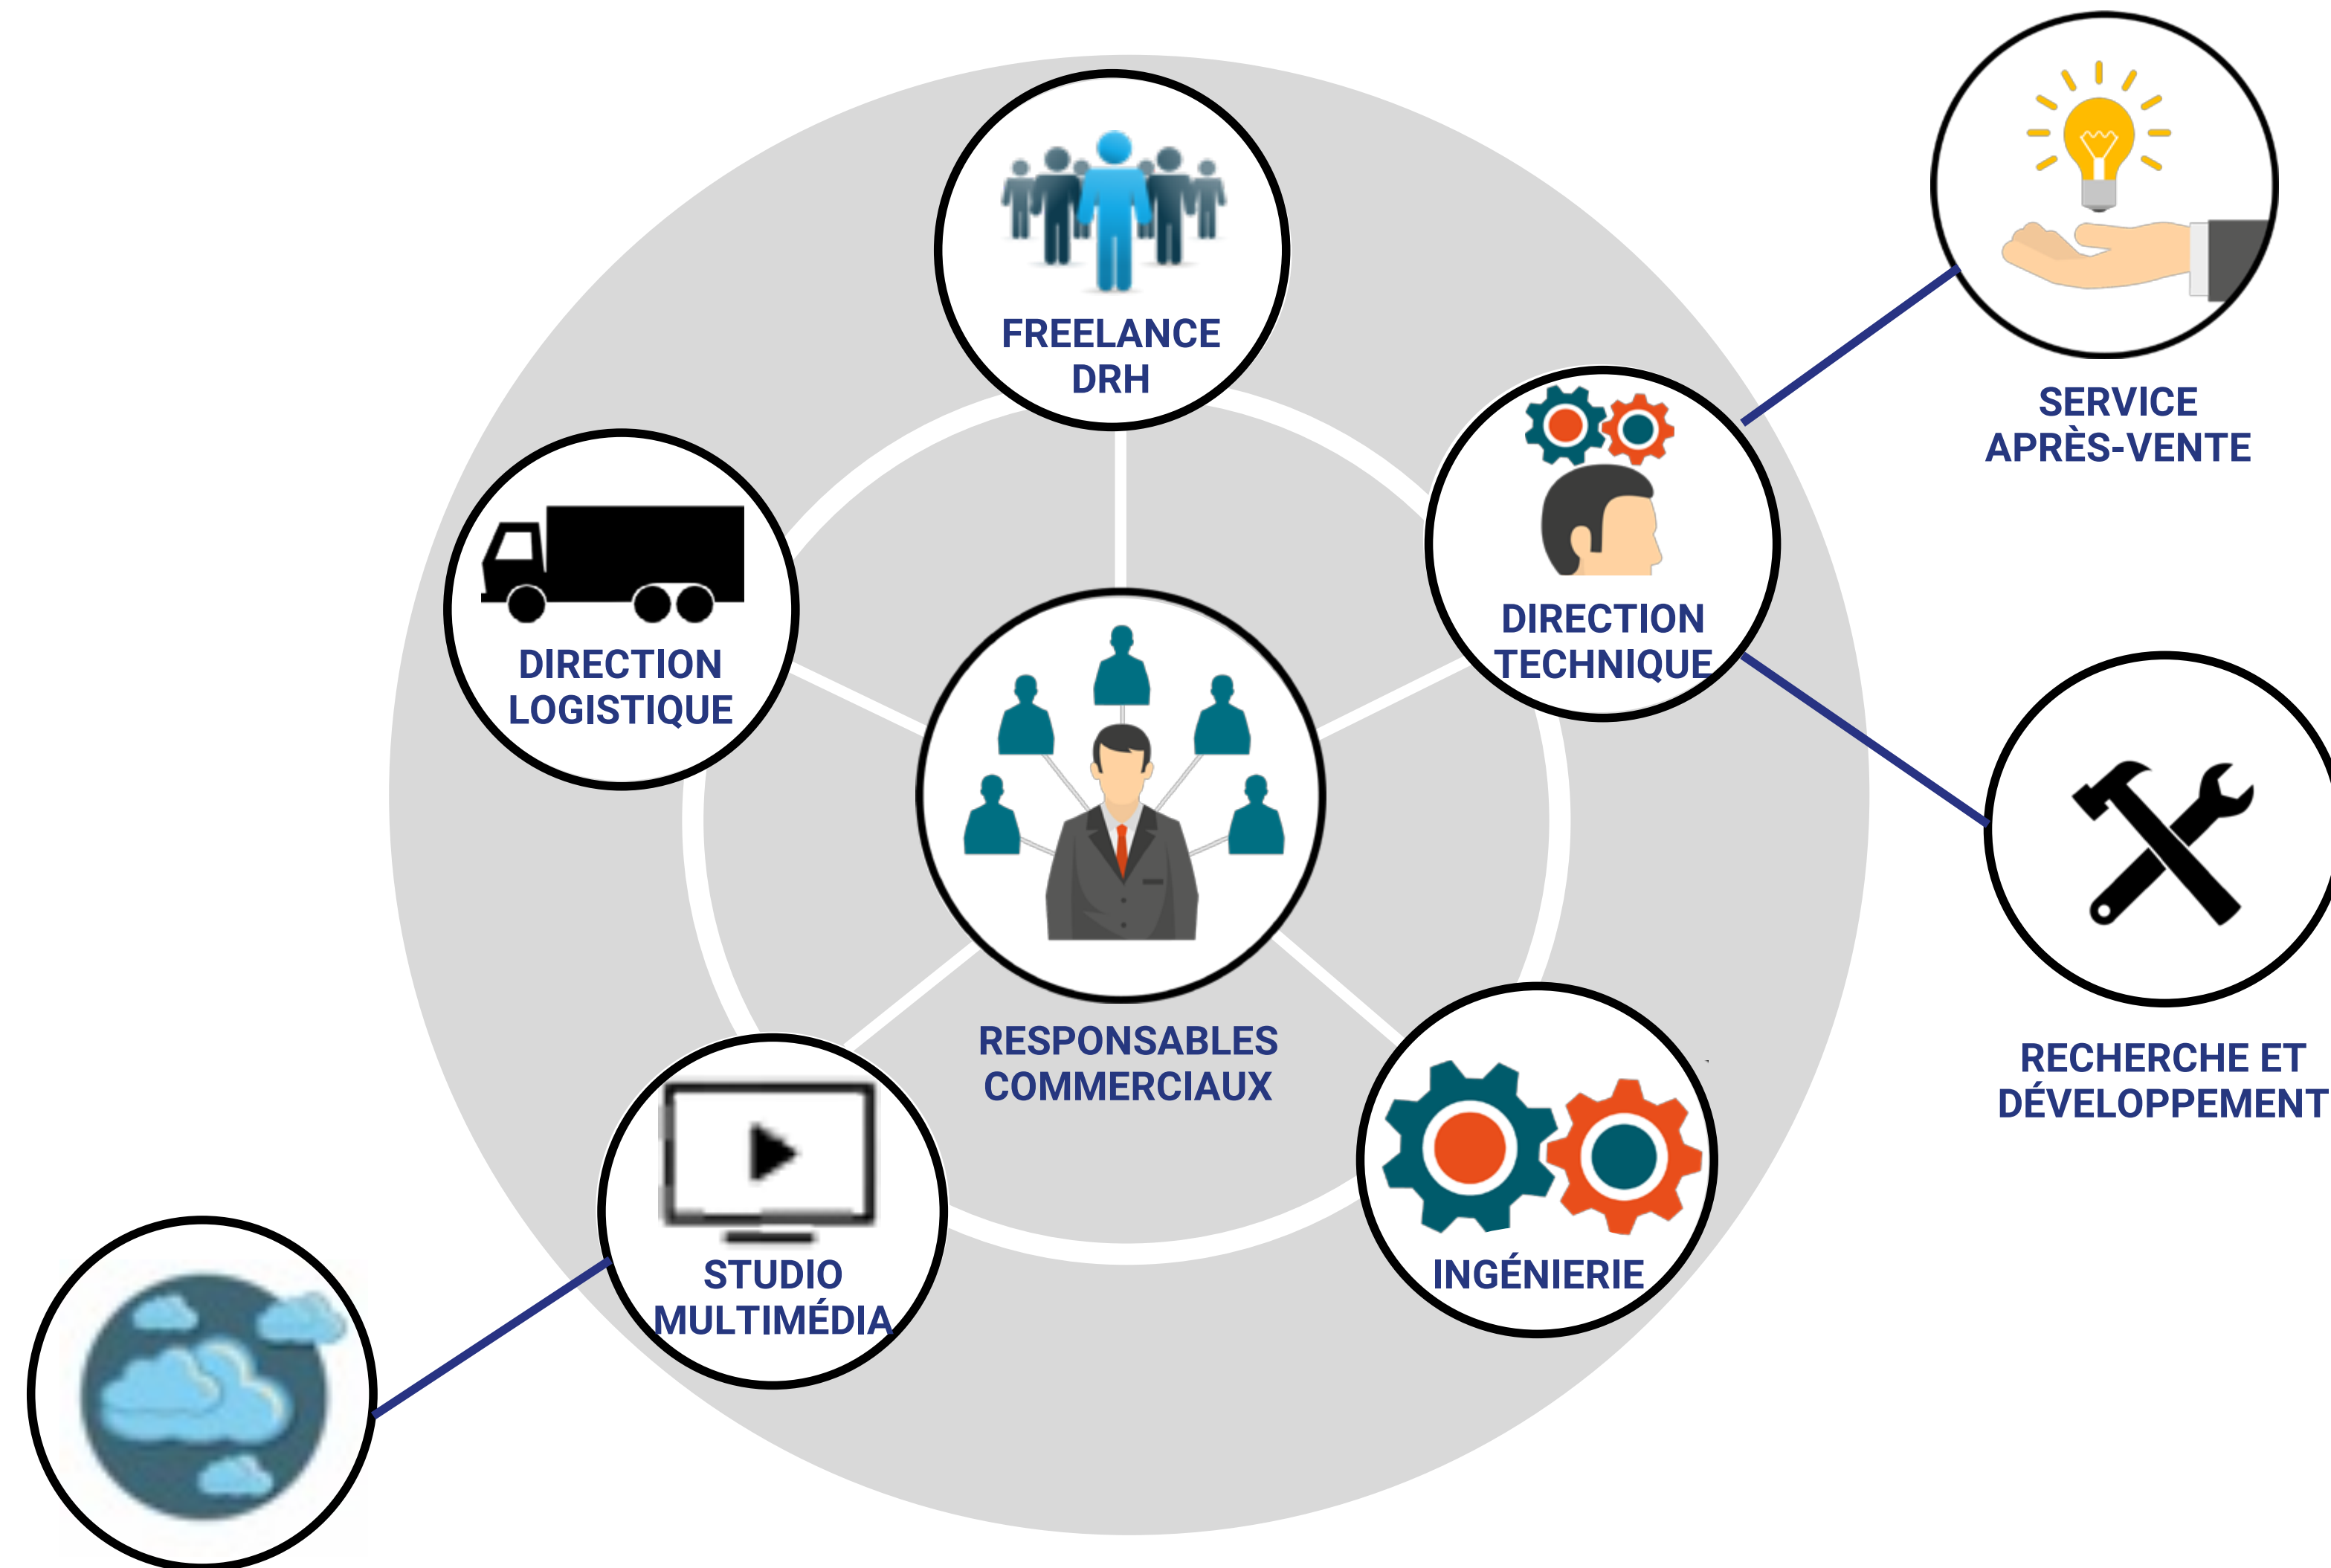 FREELANCE
DRH
SERVICE
APRÈS-VENTE
DIRECTION
TECHNIQUE
DIRECTION
LOGISTIQUE
RESPONSABLES
COMMERCIAUX
RECHERCHE ET
DÉVELOPPEMENT
STUDIO
MULTIMÉDIA
INGÉNIERIE